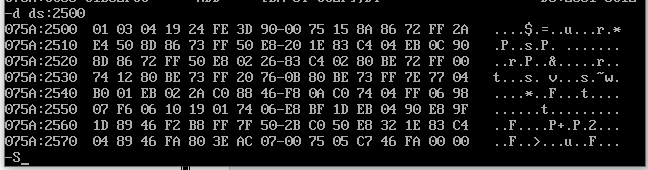 -d ds:2500
075A:2500 01 03 04 19 24 FE 3D 90-00 75 15 8A 86 72 FF 2A ....$.=..u...r.*
075A:2510 E4 50 8D 86 73 FF 50 E8-20 1E 83 C4 04 EB 0C 90 .P..s.P. .......
075A:2520 8D 86 72 FF 50 E8 02 26-83 C4 02 80 BE 72 FF 00 ..r.P..&.....r..
075A:2530 74 12 80 BE 73 FF 20 76-0B 80 BE 73 FF 7E 77 04 t...s. v...s.~w.
075A:2540 B0 01 EB 02 2A C0 88 46-F8 0A C0 74 04 FF 06 98 ....*..F...t....
075A:2550 07 F6 06 10 19 01 74 06-E8 BF 1D EB 04 90 E8 9F ......t.........
075A:2560 1D 89 46 F2 B8 FF 7F 50-2B C0 50 E8 32 1E 83 C4 ..F....P+.P.2...
075A:2570 04 89 46 FA 80 3E AC 07-00 75 05 C7 46 FA 00 00 ..F..>...u..F...
-S_